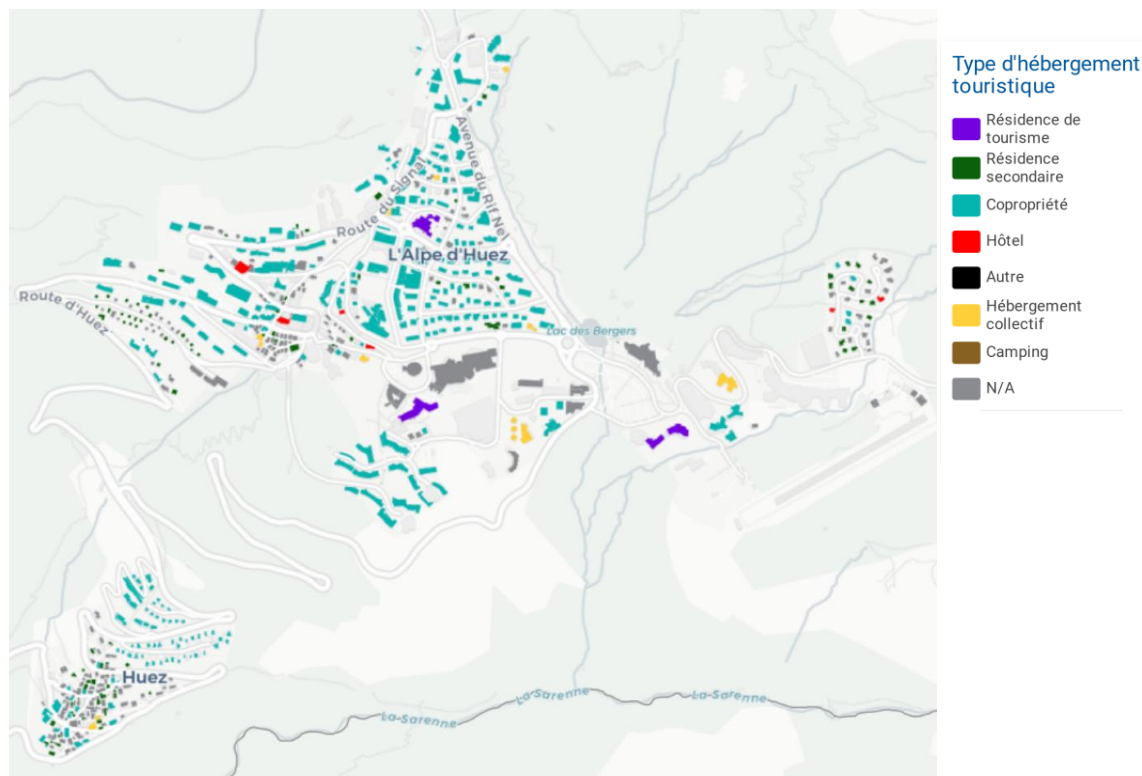 Type d'hébergement
touristique
Résidence de
tourisme
Résidence
secondaire
Copropriété
Hôtel
Autre
Hébergement
collectif
Camping
N/A
Avenue du Rif Nel
Route du Signal
L'Alpe d'Huez
Route d'Huez
Lac des Bergers
Huez
La Sarenne
La Sarenne
La Sarenne